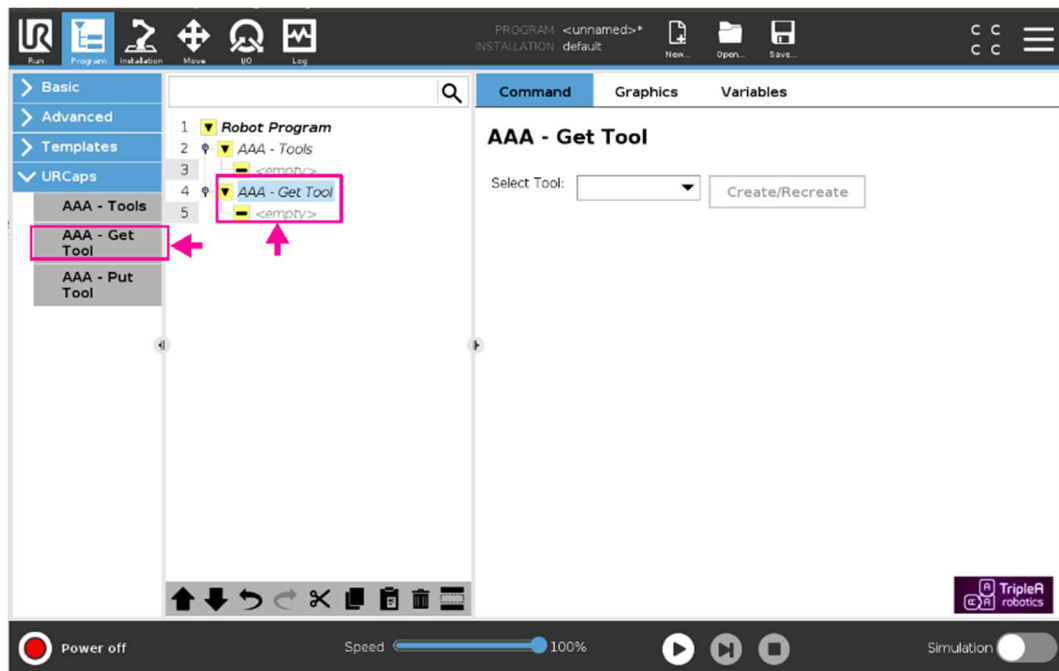 PROGRAM <unnamed>*
INSTALLATION default
Run
Program
Installation
Move
I/O
Log
New...
Open...
Save...
C C
C C
Basic
Advanced
Templates
URCaps
AAA - Tools
AAA - Get
Tool
AAA - Put
Tool
1 Robot Program
2 AAA - Tools
3 <empty>
4 AAA - Get Tool
5 <empty>
Command Graphics Variables
AAA - Get Tool
Select Tool:
Create/Recreate
TripleA
robotics
Power off
Speed
100%
Simulation